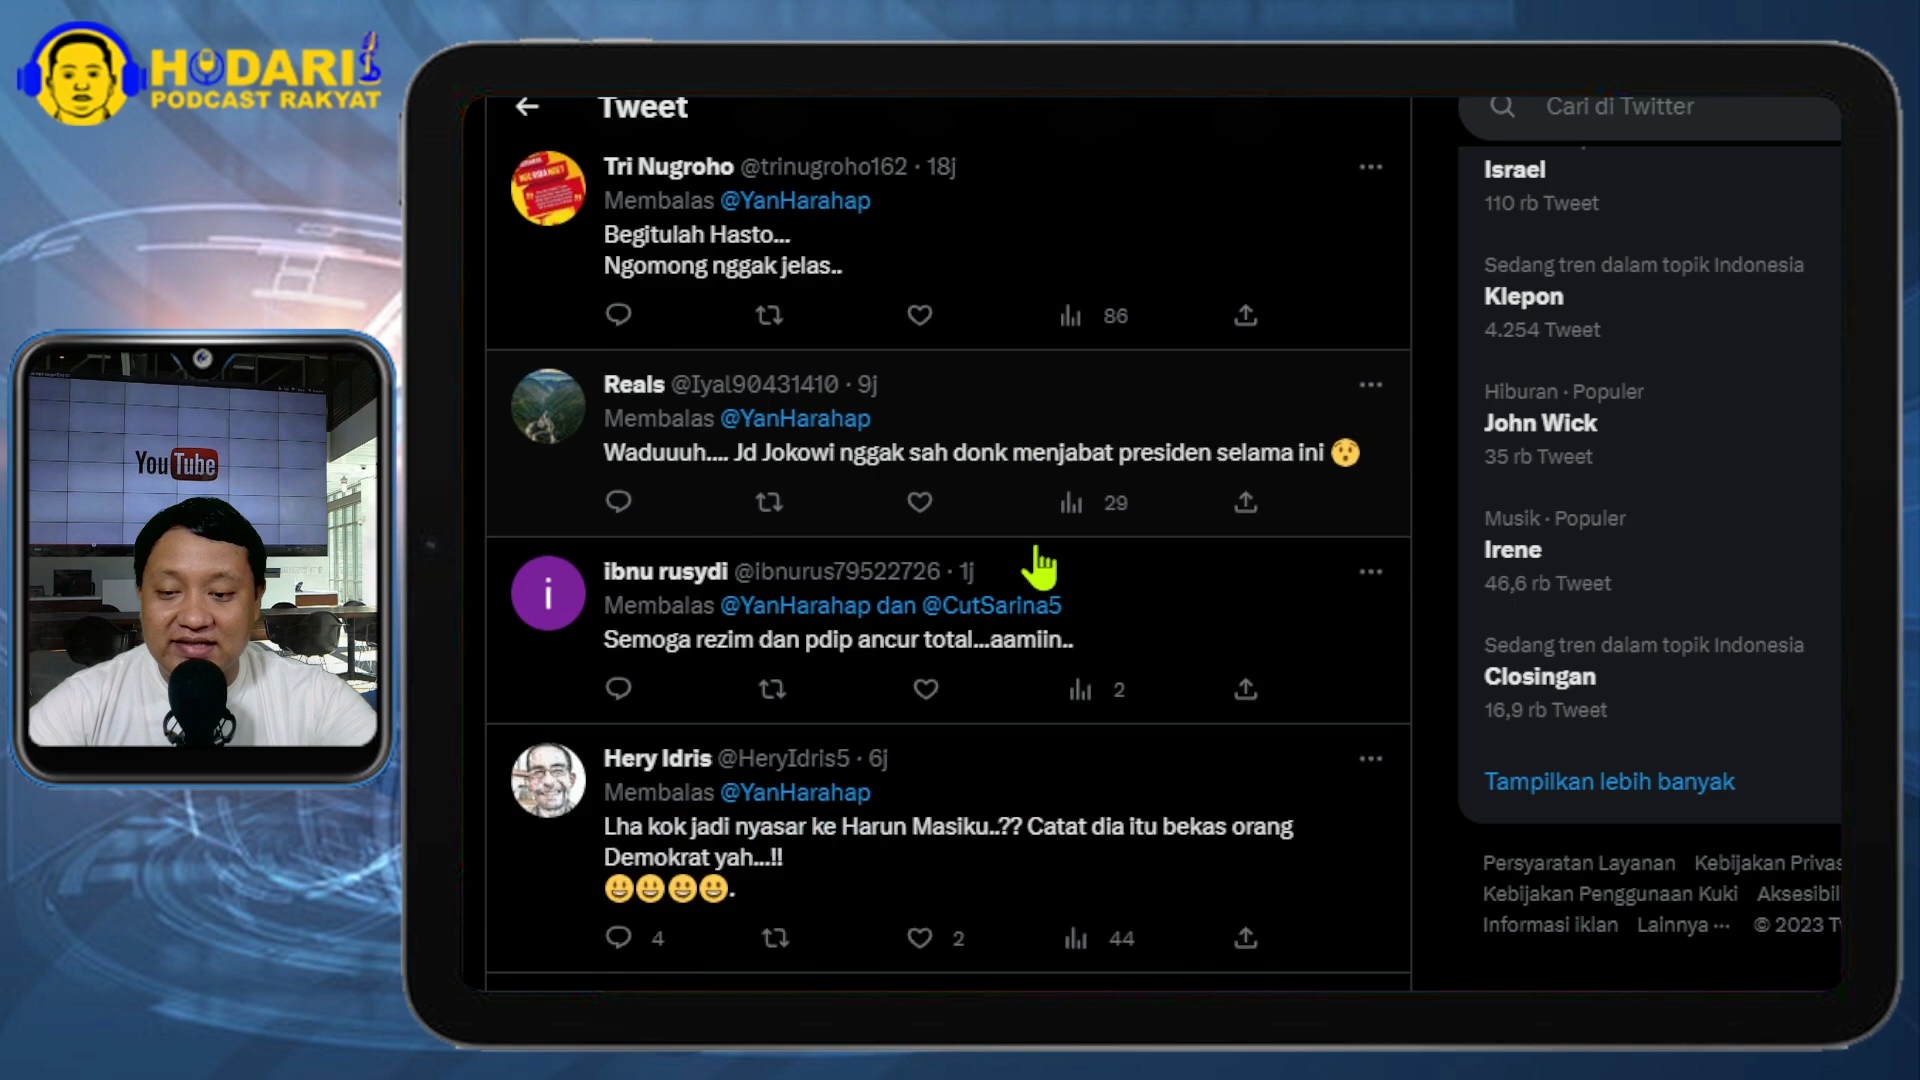 HODARI
PODCAST RAKYAT
YouTube
Tweet
Tri Nugroho @trinugroho162 · 18j
Membalas @YanHarahap
Begitulah Hasto...
Ngomong nggak jelas..
86
Reals @Iyal90431410 · 9j
Membalas @YanHarahap
Waduuuh.... Jd Jokowi nggak sah donk menjabat presiden selama ini 😯
29
i
ibnu rusydi @ibnurus79522726 · 1j
Membalas @YanHarahap dan @CutSarina5
Semoga rezim dan pdip ancur total...aamiin..
2
Hery Idris @HeryIdris5 · 6j
Membalas @YanHarahap
Lha kok jadi nyasar ke Harun Masiku..?? Catat dia itu bekas orang
Demokrat yah...!!
😀😀😀😀.
4 2 44
Cari di Twitter
Israel
110 rb Tweet
Sedang tren dalam topik Indonesia
Klepon
4.254 Tweet
Hiburan · Populer
John Wick
35 rb Tweet
Musik · Populer
Irene
46,6 rb Tweet
Sedang tren dalam topik Indonesia
Closingan
16,9 rb Tweet
Tampilkan lebih banyak
Persyaratan Layanan Kebijakan Privas
Kebijakan Penggunaan Kuki Aksesibil
Informasi iklan Lainnya ··· © 2023 Tw